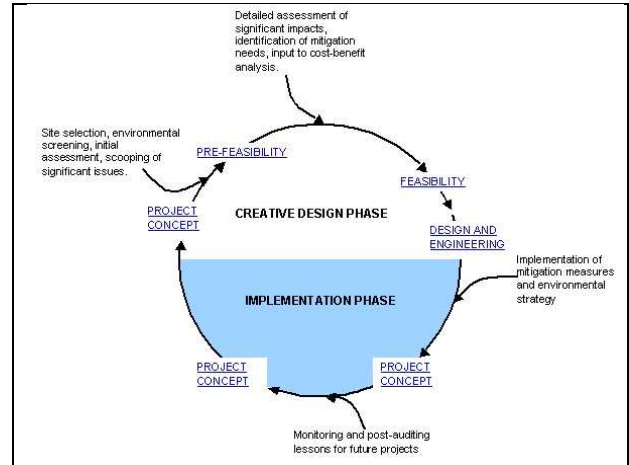 Detailed assessment of
significant impacts,
identification of mitigation
needs, input to cost-benefit
analysis.
Site selection, environmental
screening, initial
assessment, scooping of
significant issues.
PRE-FEASIBILITY
FEASIBILITY
PROJECT
CONCEPT
CREATIVE DESIGN PHASE
DESIGN AND
ENGINEERING
Implementation of
mitigation measures
and environmental
strategy
IMPLEMENTATION PHASE
PROJECT
CONCEPT
PROJECT
CONCEPT
Monitoring and post-auditing
lessons for future projects